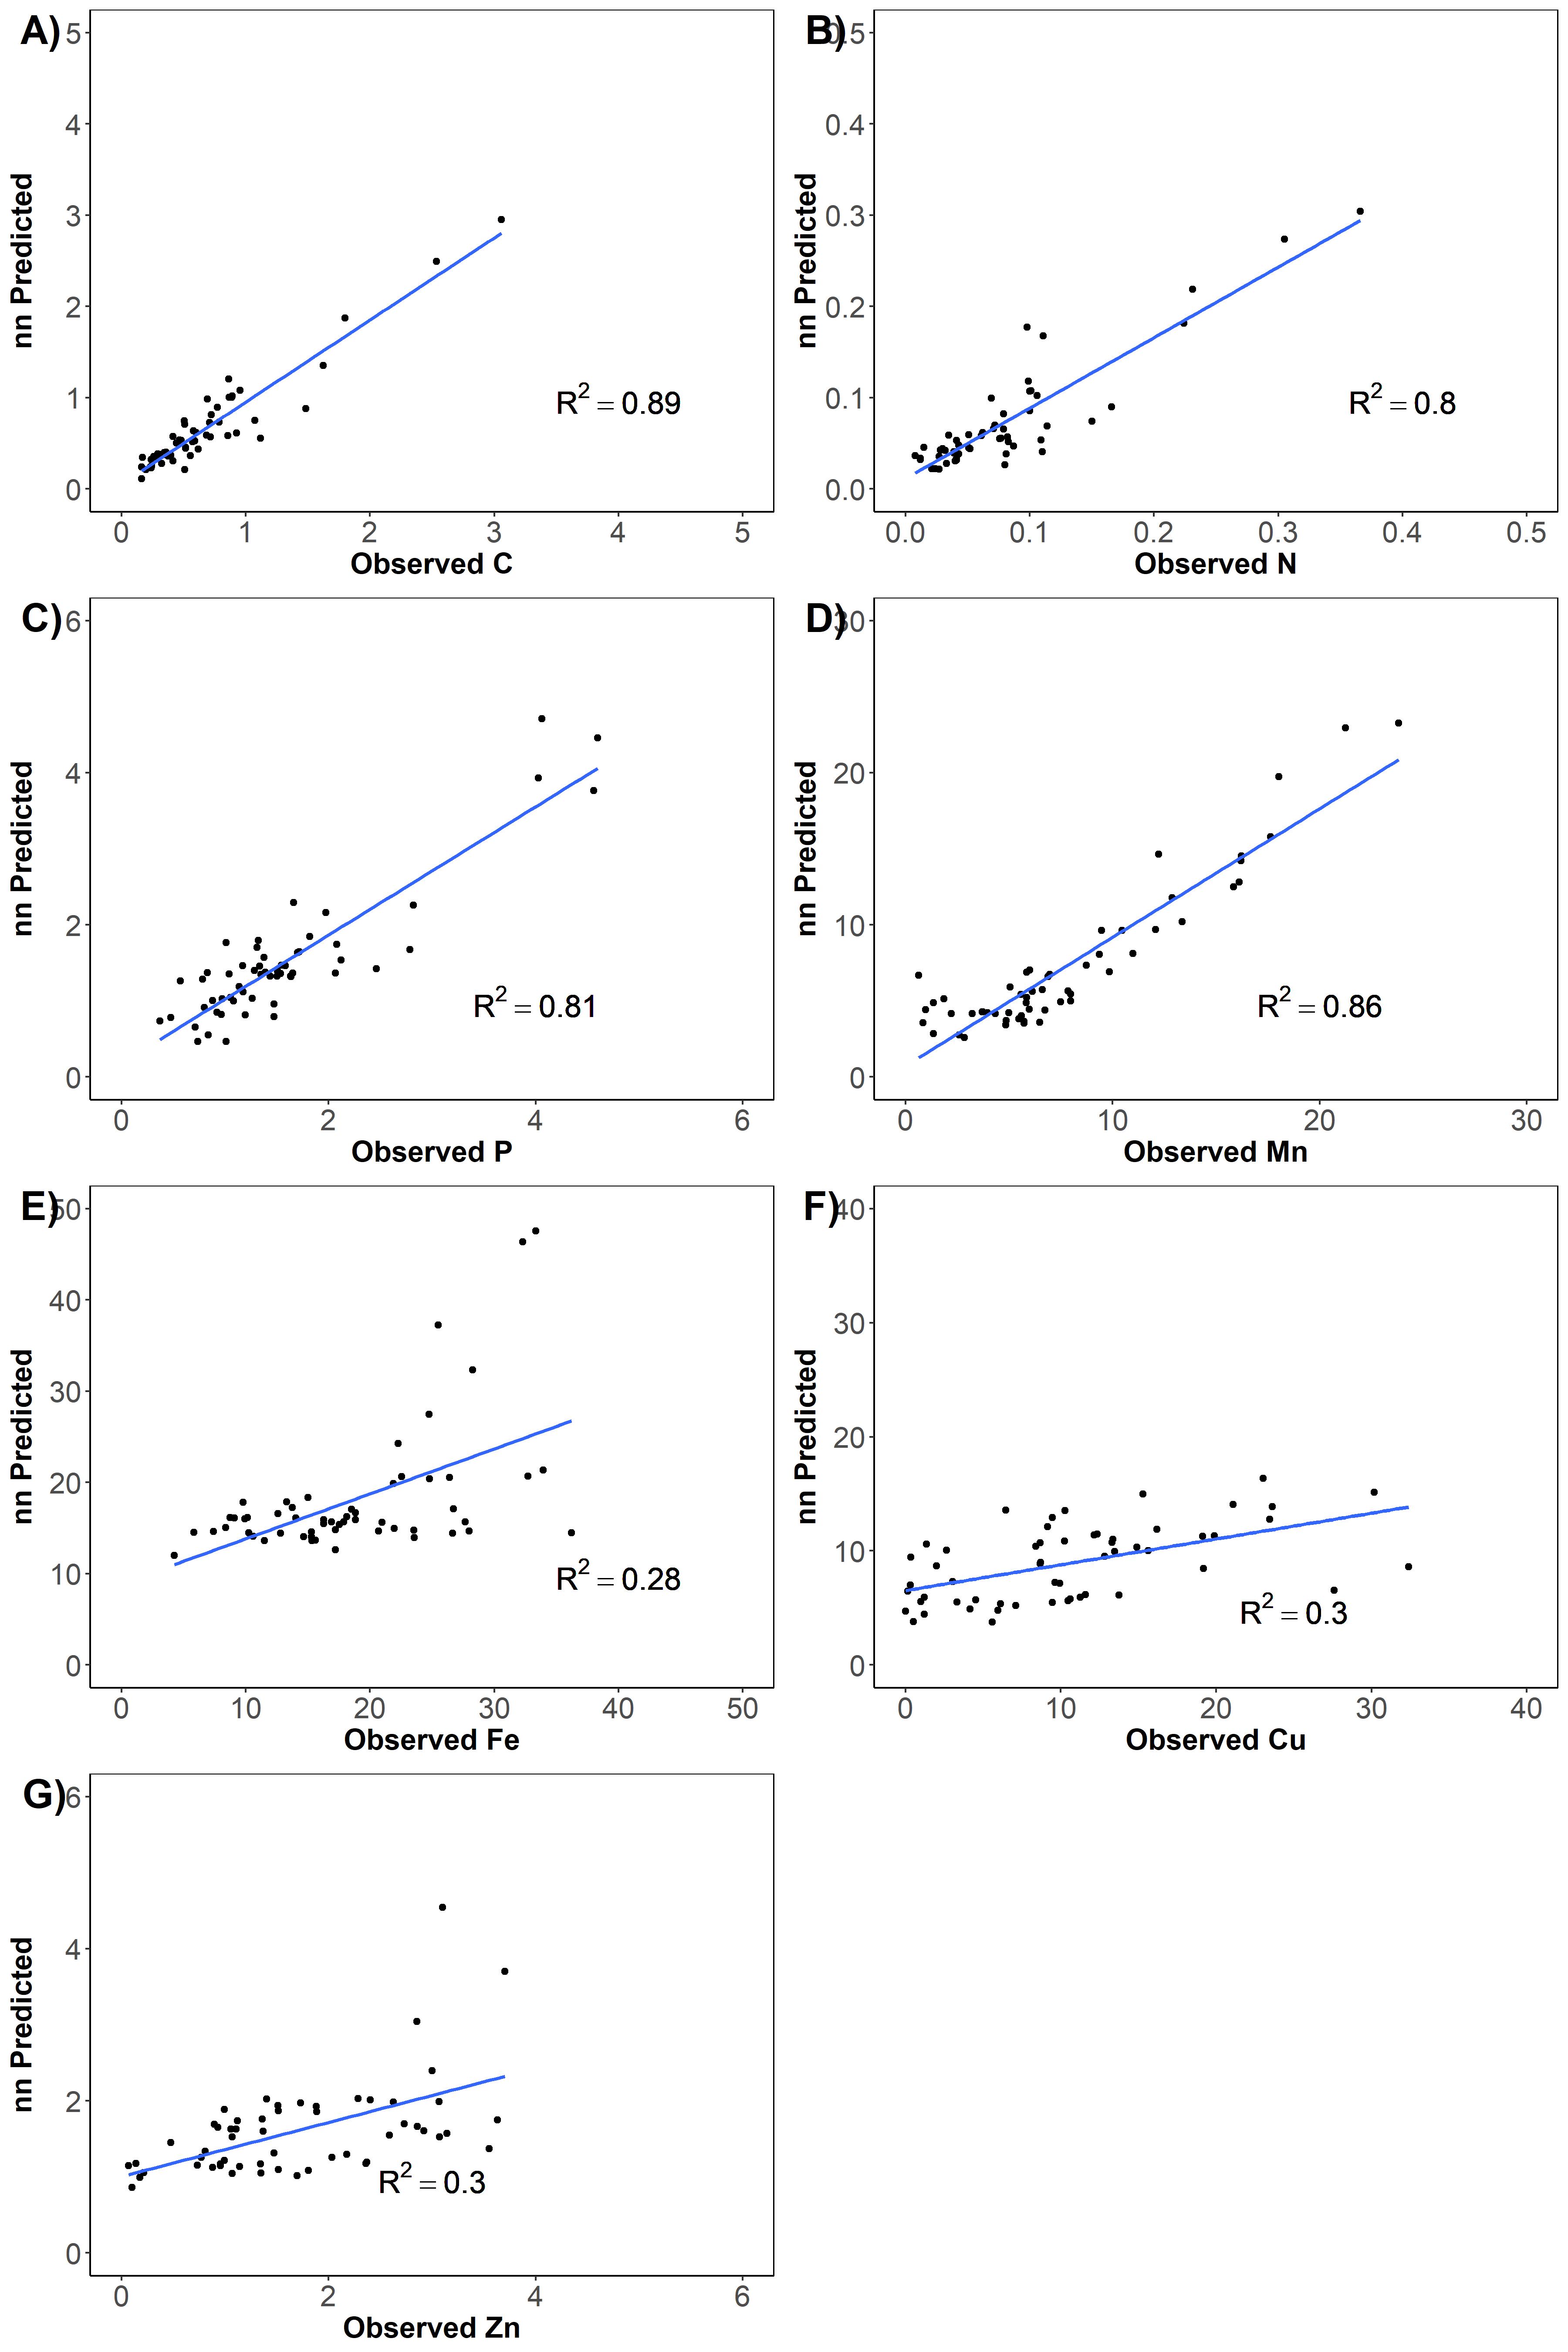 A)
5
4
3
2
1
0
nn Predicted
R² = 0.89
0 1 2 3 4 5
Observed C
B)
0.5
0.4
0.3
0.2
0.1
0.0
nn Predicted
R² = 0.8
0.0 0.1 0.2 0.3 0.4 0.5
Observed N
C)
6
4
2
0
nn Predicted
R² = 0.81
0 2 4 6
Observed P
D)
30
20
10
0
nn Predicted
R² = 0.86
0 10 20 30
Observed Mn
E)
50
40
30
20
10
0
nn Predicted
R² = 0.28
0 10 20 30 40 50
Observed Fe
F)
40
30
20
10
0
nn Predicted
R² = 0.3
0 10 20 30 40
Observed Cu
G)
6
4
2
0
nn Predicted
R² = 0.3
0 2 4 6
Observed Zn